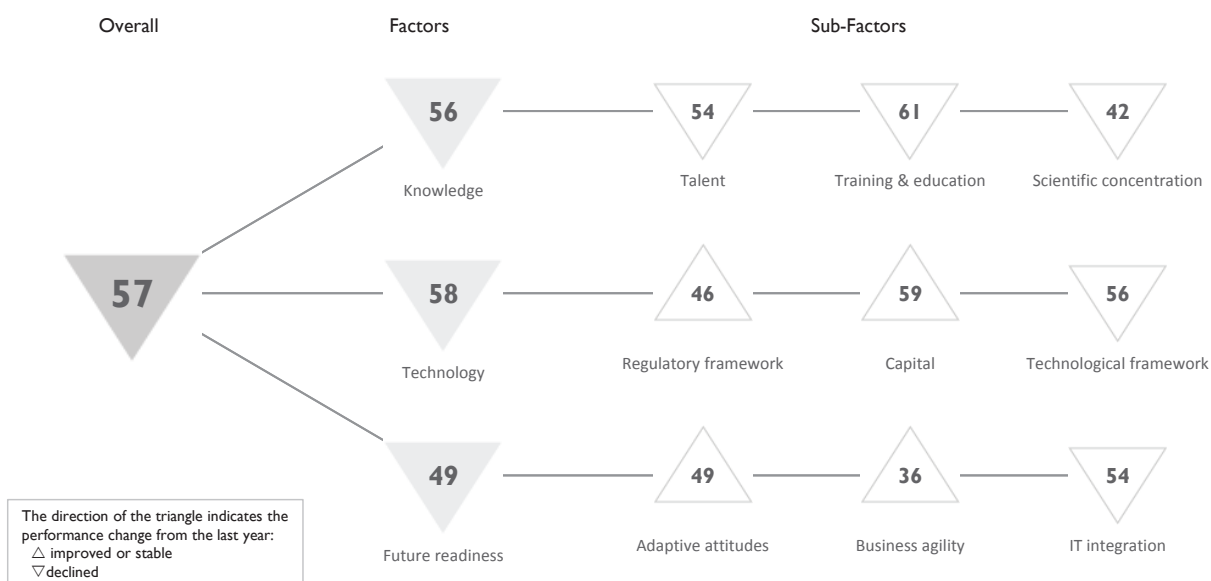 Overall Factors Sub-Factors
56 54 61 42
Knowledge Talent Training & education Scientific concentration
57
58 46 59 56
Technology Regulatory framework Capital Technological framework
49 49 36 54
Future readiness Adaptive attitudes Business agility IT integration
The direction of the triangle indicates the
performance change from the last year:
△ improved or stable
▽ declined